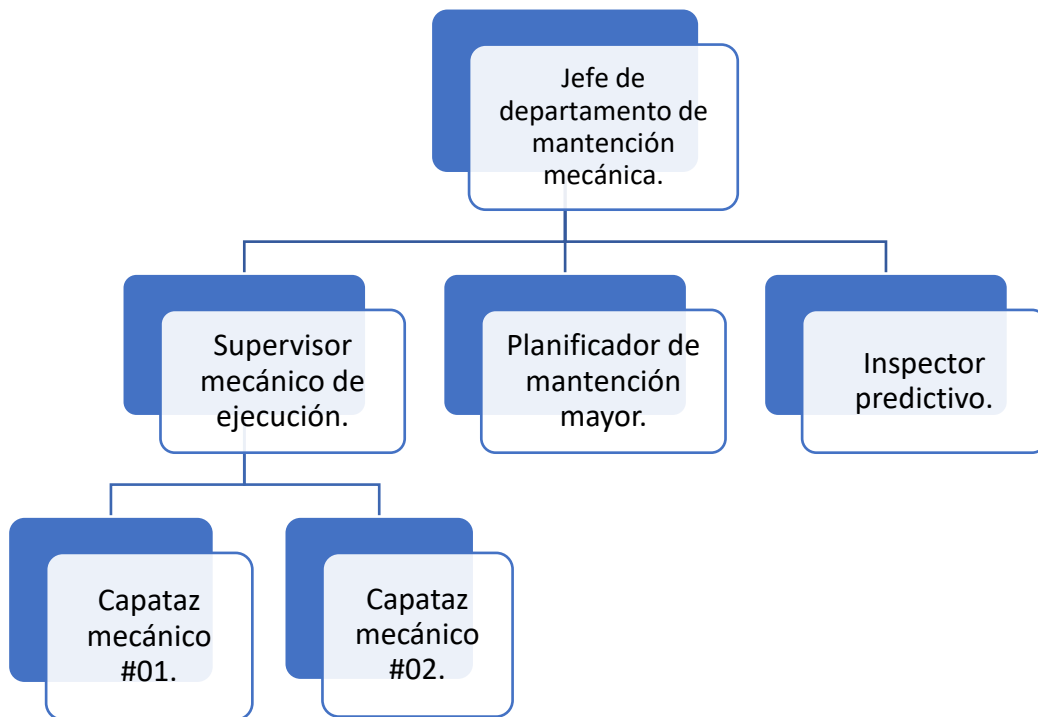 Jefe de
departamento de
mantención
mecánica.
Supervisor
mecánico de
ejecución.
Planificador de
mantención
mayor.
Inspector
predictivo.
Capataz
mecánico
#01.
Capataz
mecánico
#02.